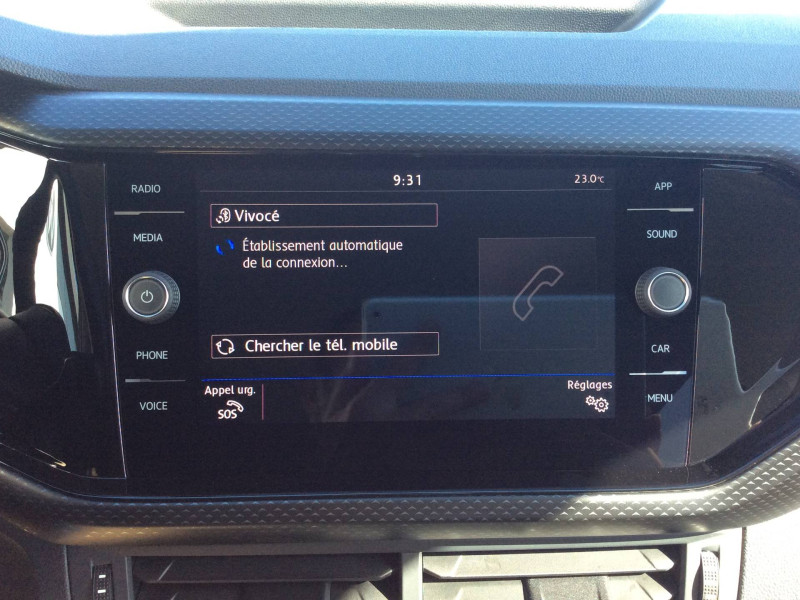 9:31
23.0°C
RADIO
MEDIA
PHONE
VOICE
Vivocé
Établissement automatique
de la connexion...
Chercher le tél. mobile
Appel urg.
SOS
Réglages
APP
SOUND
CAR
MENU